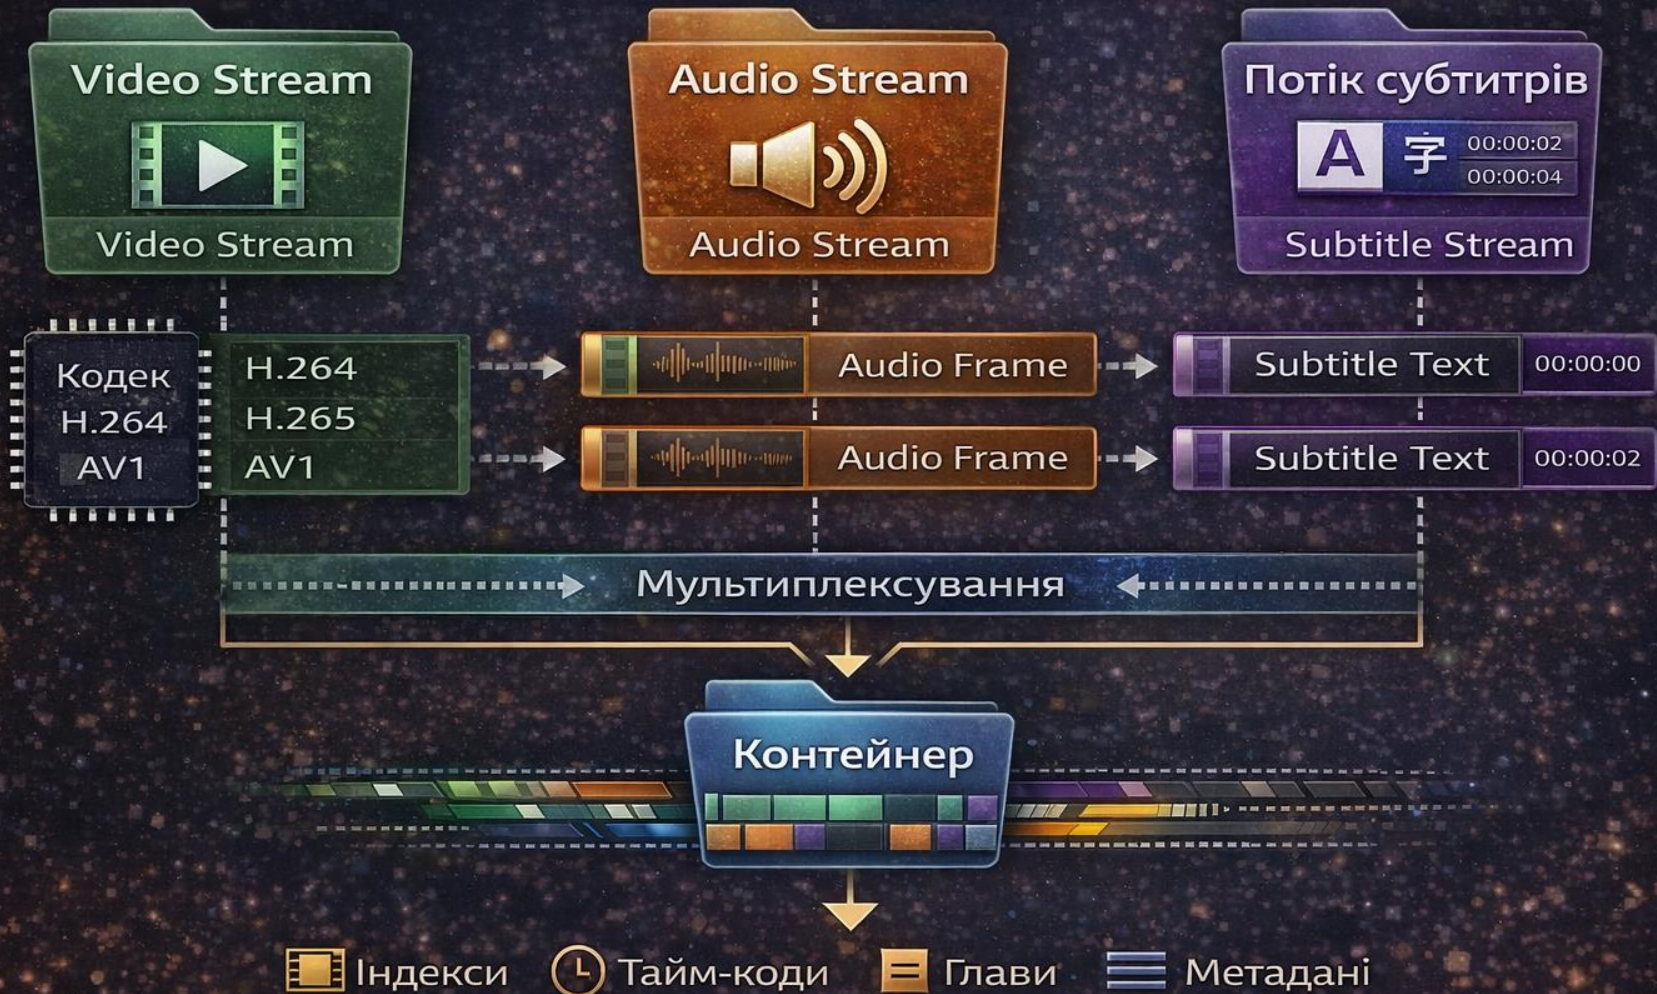 Video Stream
Video Stream
Audio Stream
Audio Stream
Потік субтитрів
A 字 00:00:02
00:00:04
Subtitle Stream
Кодек
H.264
AV1
H.264
H.265
AV1
Audio Frame
Audio Frame
Subtitle Text 00:00:00
Subtitle Text 00:00:02
Мультиплексування
Контейнер
Індекси Тайм-коди Глави Метадані